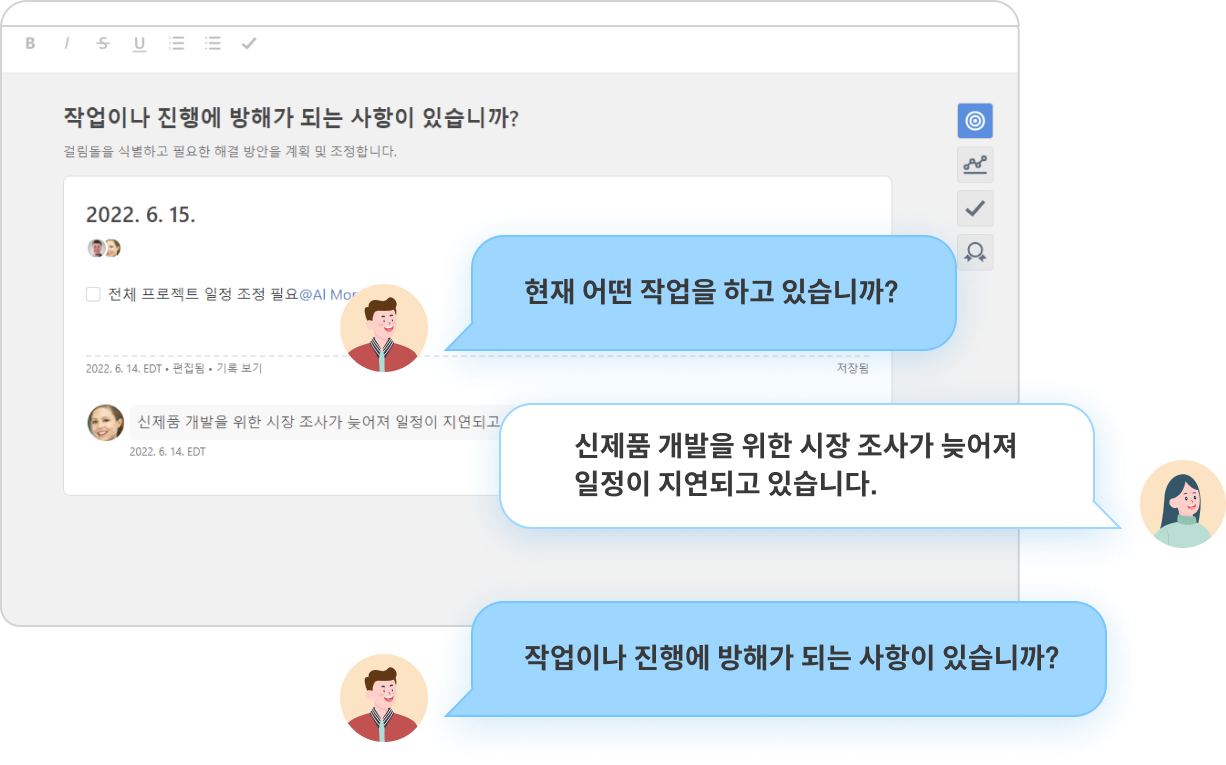 B I S U
작업이나 진행에 방해가 되는 사항이 있습니까?
걸림돌을 식별하고 필요한 해결 방안을 계획 및 조정합니다.
2022. 6. 15.
전체 프로젝트 일정 조정 필요@Al
현재 어떤 작업을 하고 있습니까?
2022. 6. 14. EDT • 편집됨 • 기록 보기
저장됨
신제품 개발을 위한 시장 조사가 늦어져 일정이 지연되고
2022. 6. 14. EDT
신제품 개발을 위한 시장 조사가 늦어져
일정이 지연되고 있습니다.
작업이나 진행에 방해가 되는 사항이 있습니까?